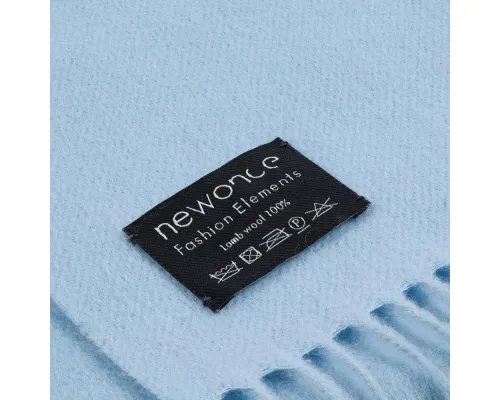 newonce
Fashion Elements
Lamb wool 100%
P